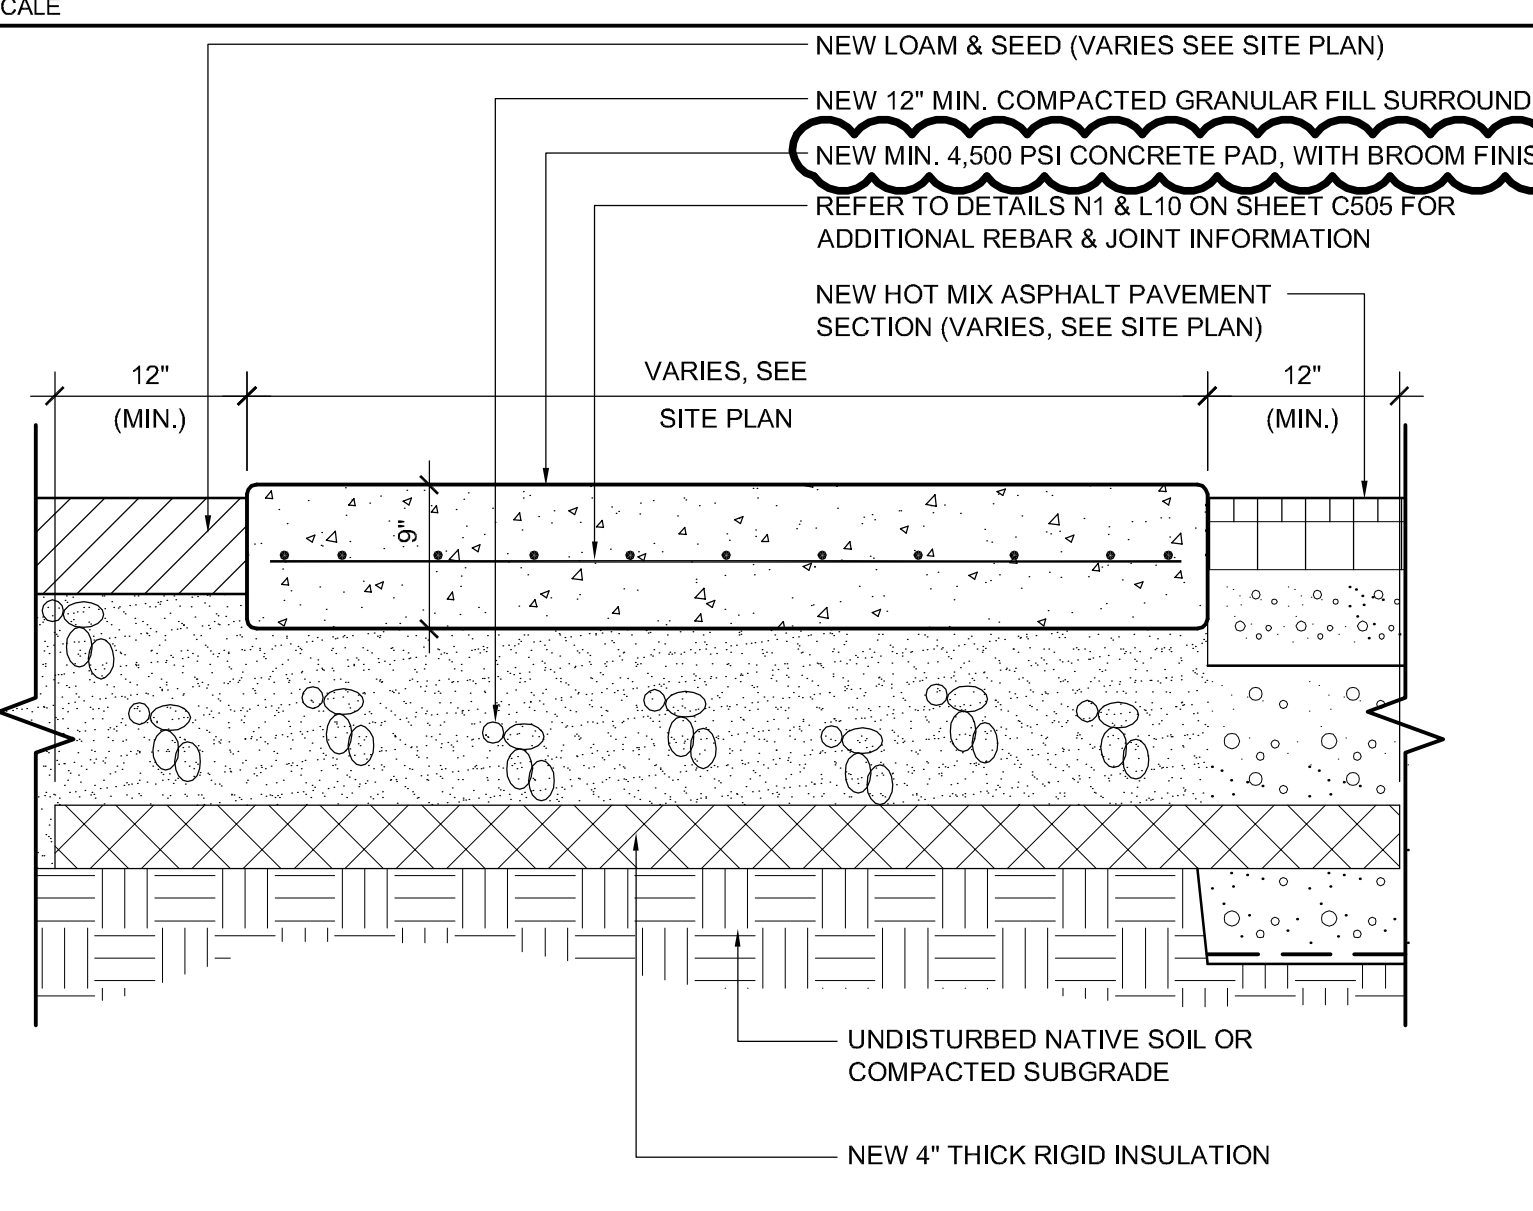 CALE
NEW LOAM & SEED (VARIES SEE SITE PLAN)
NEW 12" MIN. COMPACTED GRANULAR FILL SURROUND
NEW MIN. 4,500 PSI CONCRETE PAD, WITH BROOM FINIS
REFER TO DETAILS N1 & L10 ON SHEET C505 FOR
ADDITIONAL REBAR & JOINT INFORMATION
NEW HOT MIX ASPHALT PAVEMENT
SECTION (VARIES, SEE SITE PLAN)
12"
(MIN.)
VARIES, SEE
SITE PLAN
12"
(MIN.)
9"
UNDISTURBED NATIVE SOIL OR
COMPACTED SUBGRADE
NEW 4" THICK RIGID INSULATION